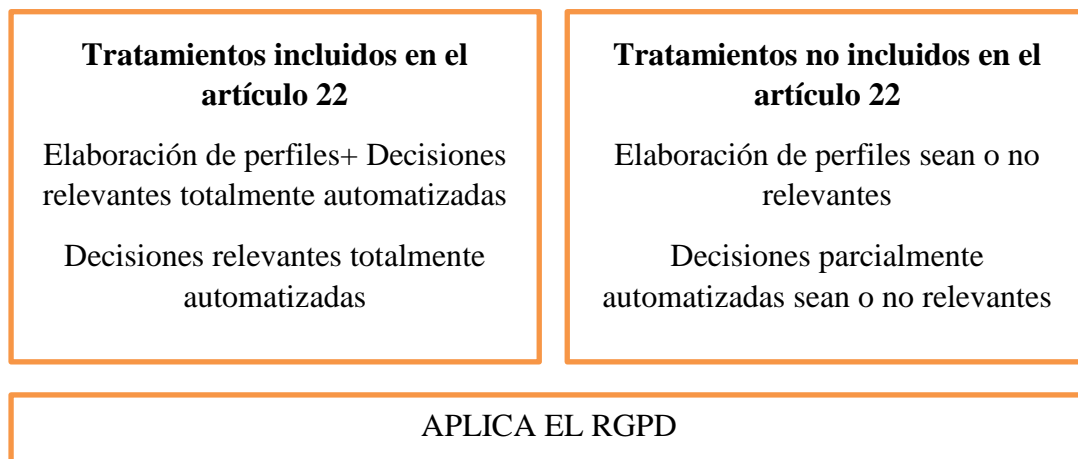 Tratamientos incluidos en el
artículo 22
Elaboración de perfiles+ Decisiones
relevantes totalmente automatizadas
Decisiones relevantes totalmente
automatizadas
Tratamientos no incluidos en el
artículo 22
Elaboración de perfiles sean o no
relevantes
Decisiones parcialmente
automatizadas sean o no relevantes
APLICA EL RGPD